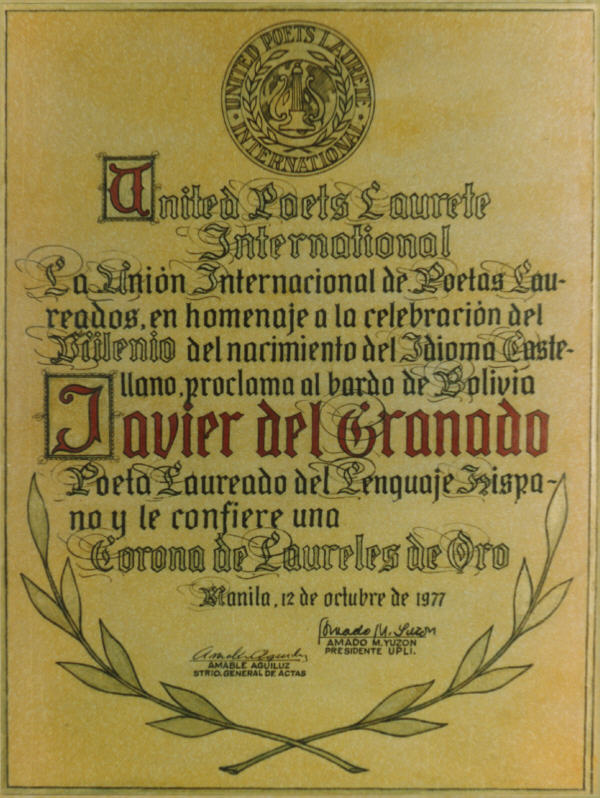 UNITED POETS LAURETE
INTERNATIONAL
United Poets Laurete
International
La Unión Internacional de Poetas Lau-
reados, en homenaje a la celebración del
Milenio del nacimiento del Idioma Caste-
llano, proclama al bardo de Bolivia
Javier del Granado
Poeta Laureado del Lenguaje Hispa-
no y le confiere una
Corona de Laureles de Oro
Manila, 12 de octubre de 1977
Amado M. Yuzon
AMADO M. YUZON
PRESIDENTE UPLI.
Amable Aguiluz
AMABLE AGUILUZ
STRIO. GENERAL DE ACTAS